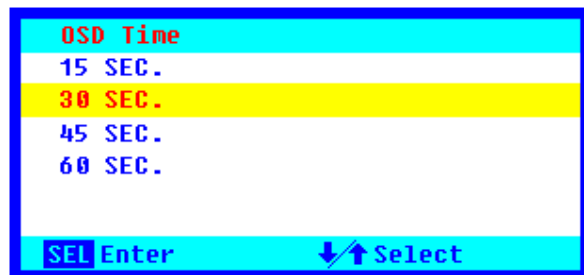 OSD Time
15 SEC.
30 SEC.
45 SEC.
60 SEC.
SEL Enter ↓/↑ Select